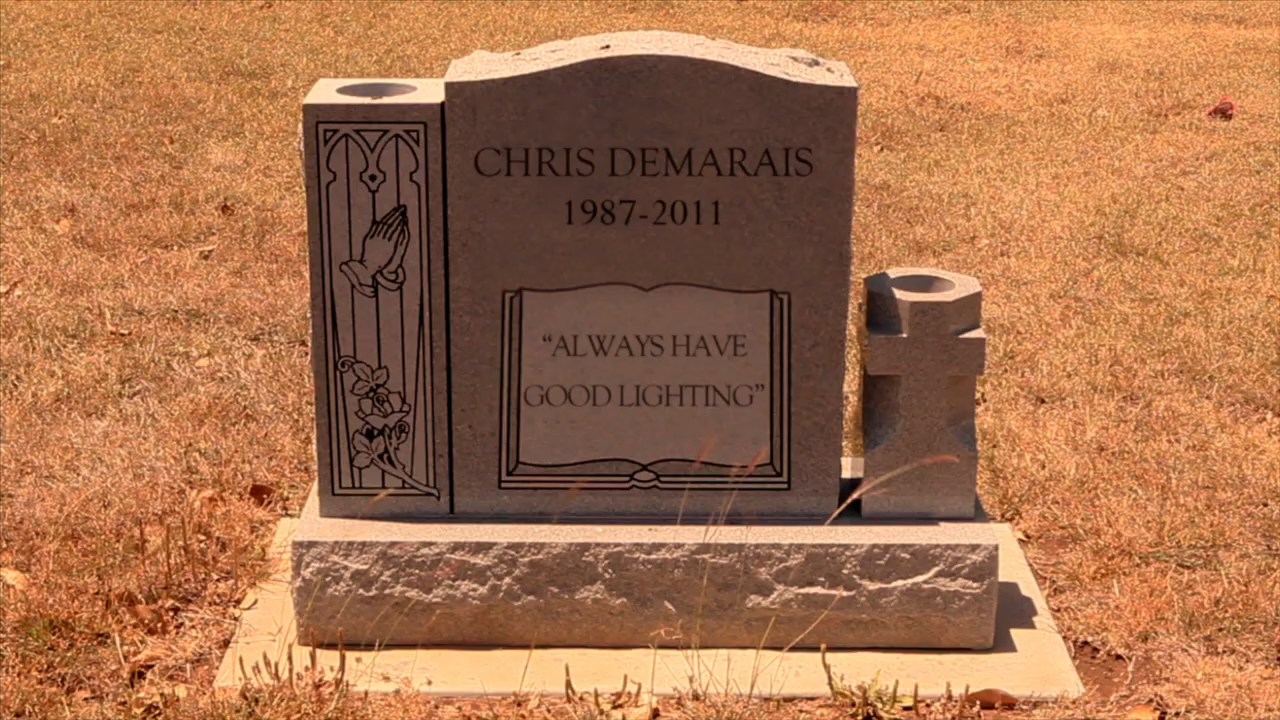 CHRIS DEMARAIS
1987-2011
“ALWAYS HAVE
GOOD LIGHTING”